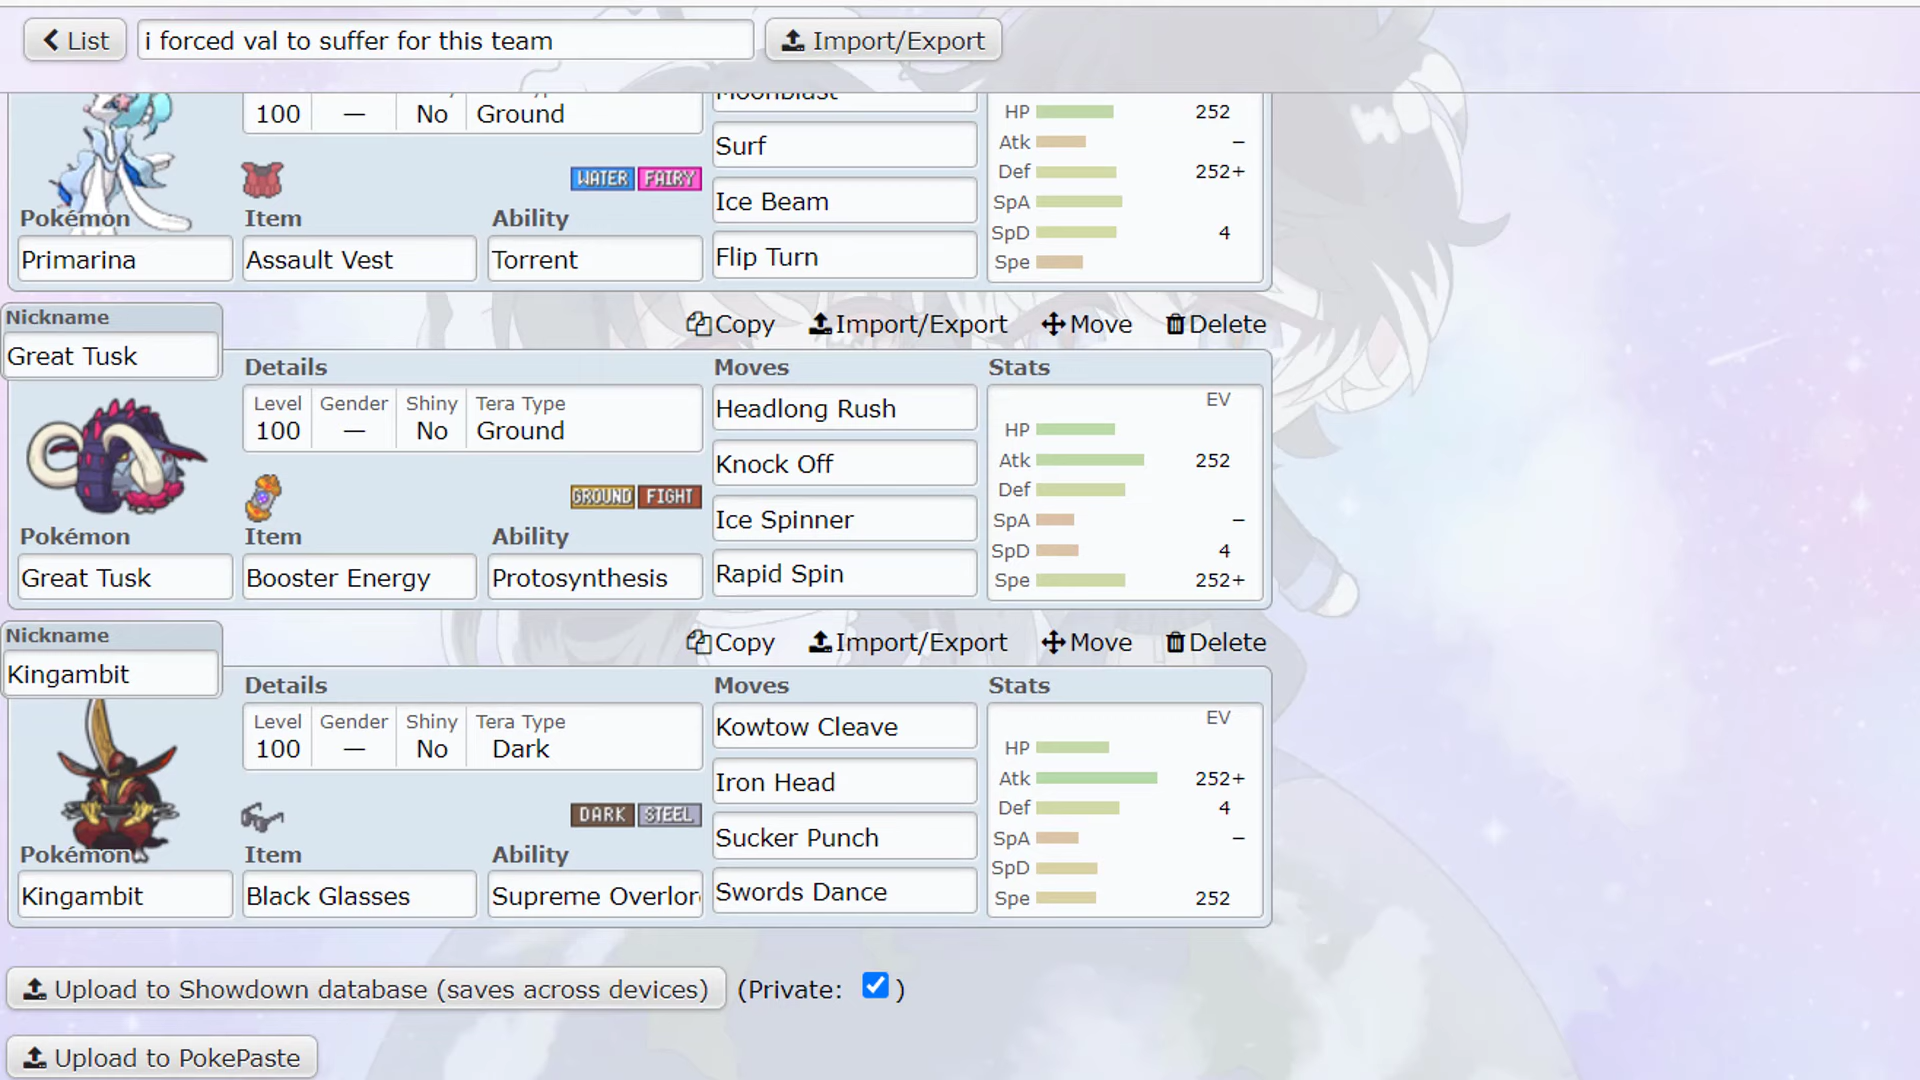 List
i forced val to suffer for this team
Import/Export
Moonblast
100 — No Ground
HP 252
Atk –
Surf
Def 252+
WATER FAIRY
SpA
Ice Beam
Pokémon Item Ability
SpD 4
Primarina Assault Vest Torrent
Flip Turn
Spe
Nickname
Great Tusk
Copy Import/Export Move Delete
Details
Moves
Stats
Level Gender Shiny Tera Type
100 — No Ground
Headlong Rush
EV
HP
Knock Off
Atk 252
Def
GROUND FIGHT
Ice Spinner
SpA –
Pokémon Item Ability
SpD 4
Great Tusk Booster Energy Protosynthesis
Rapid Spin
Spe 252+
Nickname
Kingambit
Copy Import/Export Move Delete
Details
Moves
Stats
Level Gender Shiny Tera Type
100 — No Dark
Kowtow Cleave
EV
HP
Iron Head
Atk 252+
Def 4
DARK STEEL
Sucker Punch
SpA –
Pokémon Item Ability
SpD
Kingambit Black Glasses Supreme Overlor
Swords Dance
Spe 252
Upload to Showdown database (saves across devices) (Private: )
Upload to PokePaste